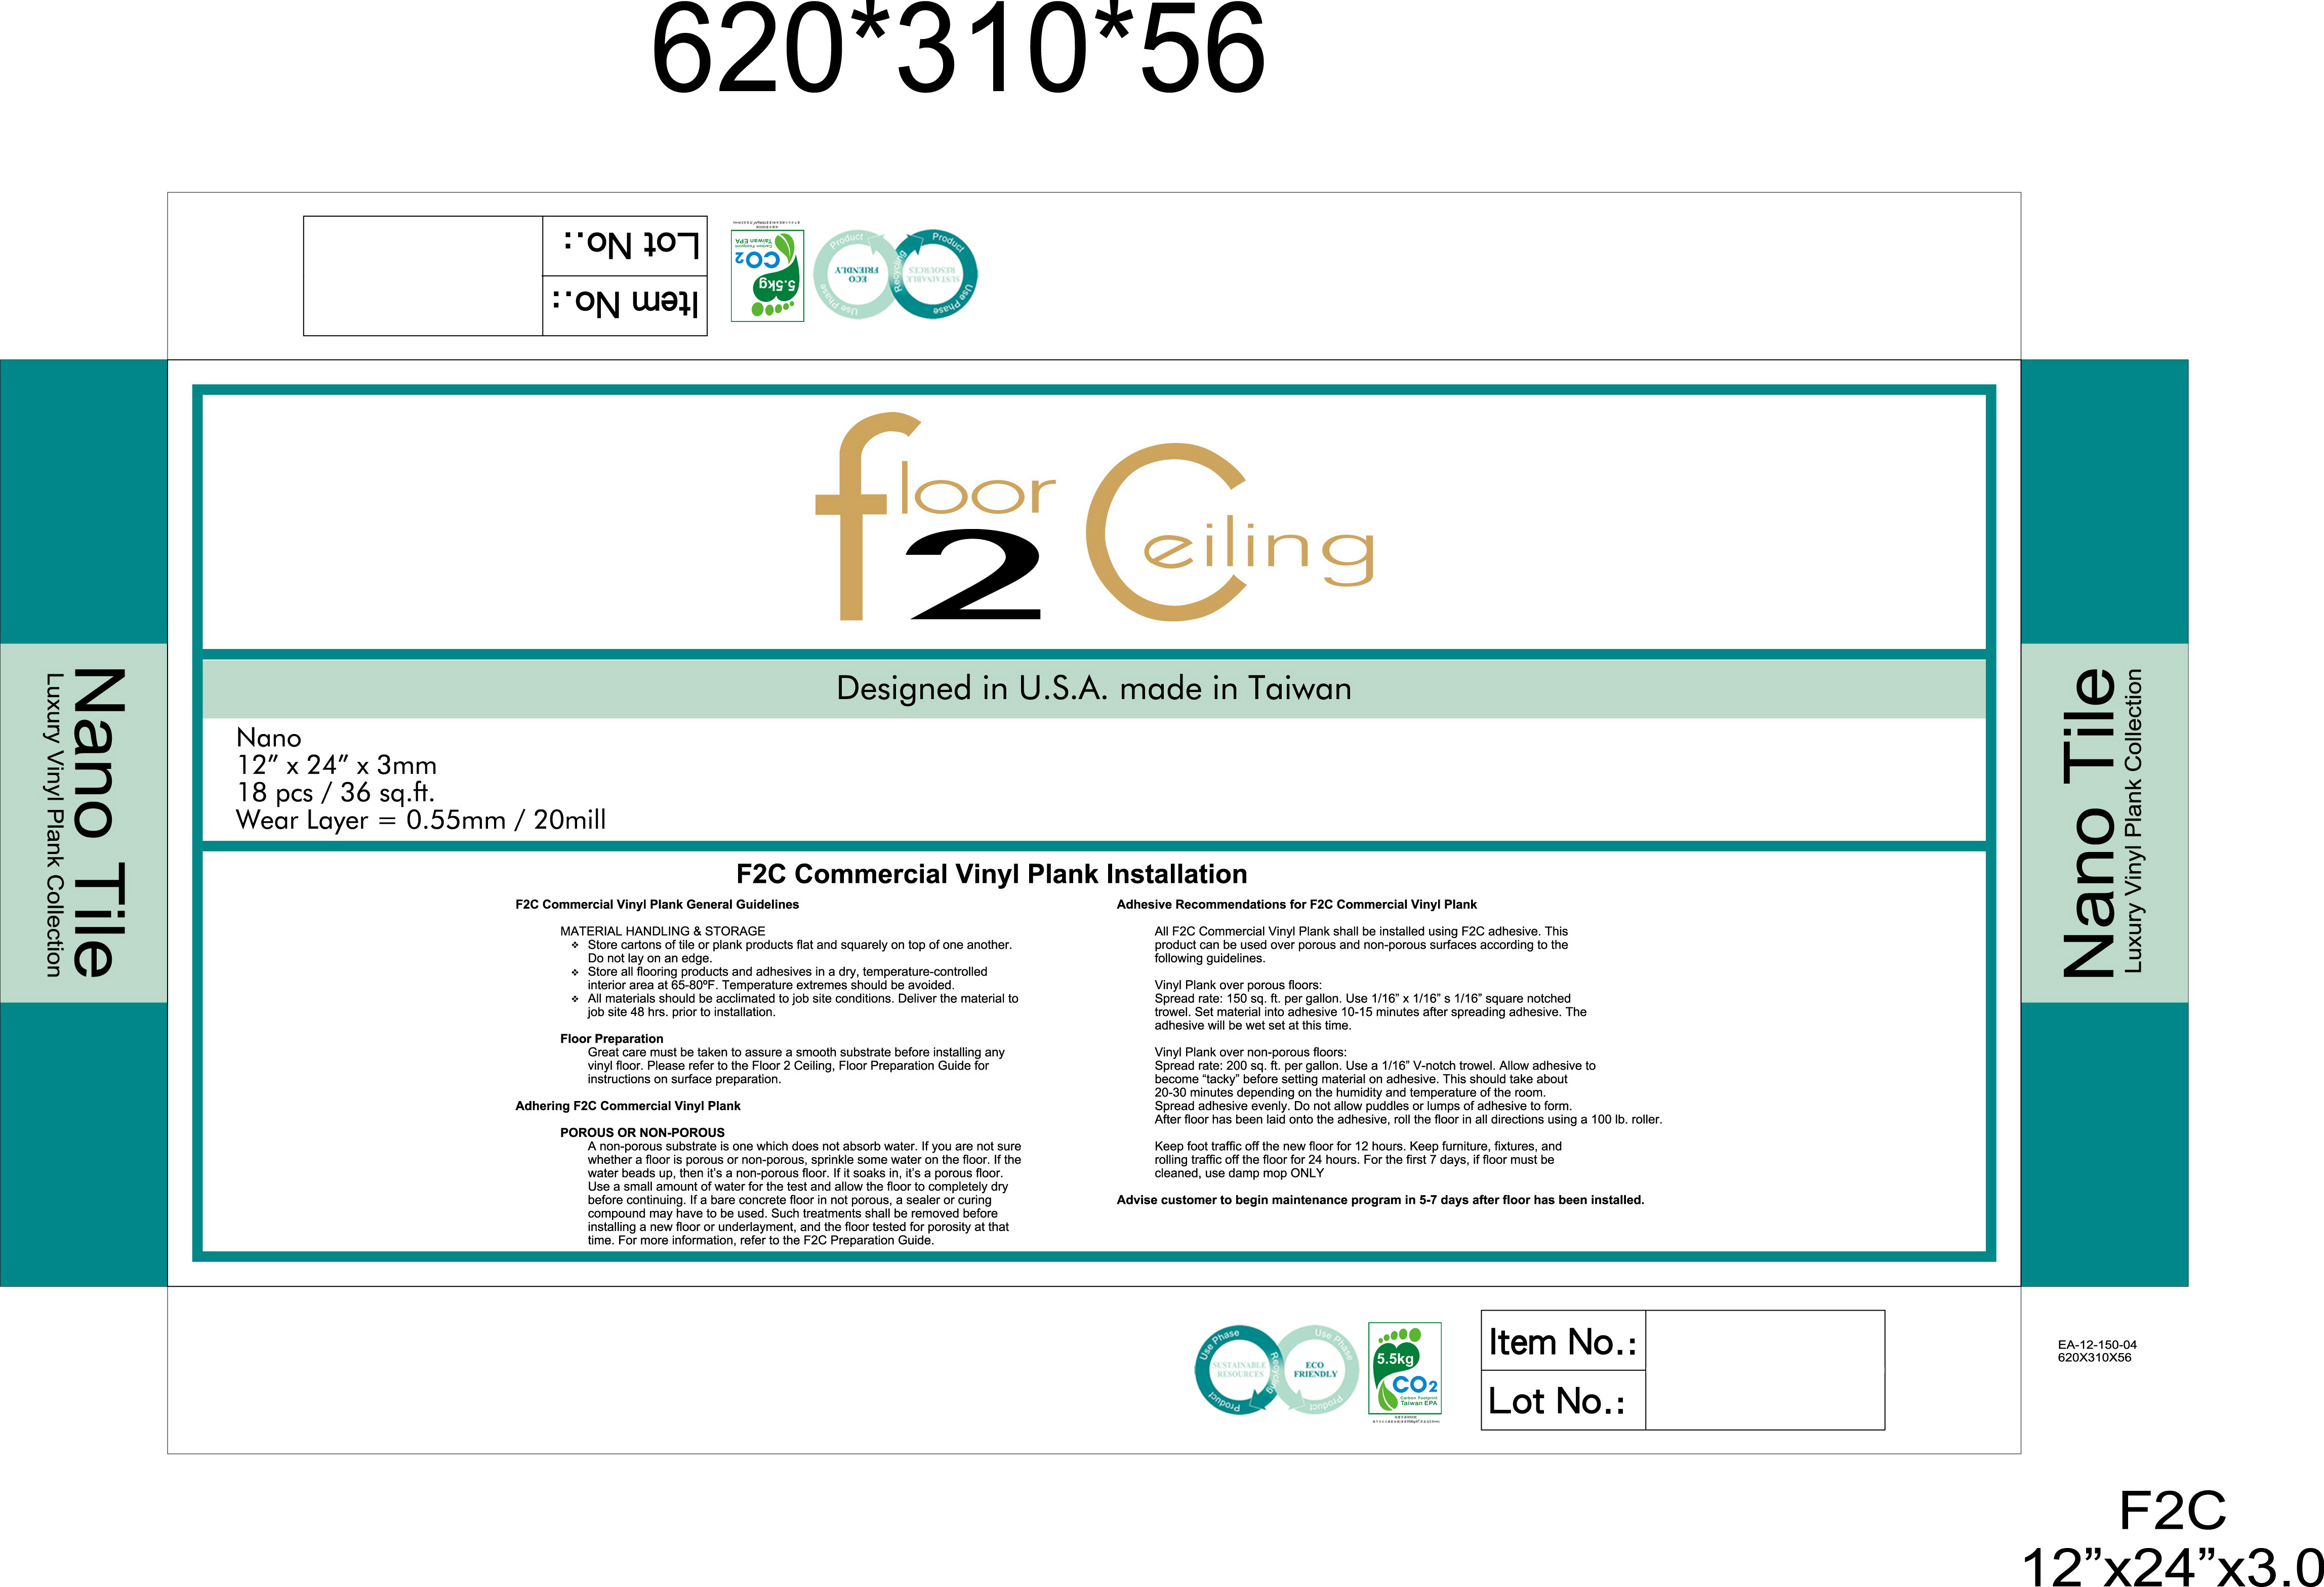 620*310*56
Item No.:
Lot No.:
5.5kg
CO2
Carbon Footprint
Taiwan EPA
Product
Use Phase
Recycling
ECO
FRIENDLY
Product
Use Phase
SUSTAINABLE
RESOURCES
floor
2 Ceiling
Designed in U.S.A. made in Taiwan
Nano
12” x 24” x 3mm
18 pcs / 36 sq.ft.
Wear Layer = 0.55mm / 20mill
Nano Tile
Luxury Vinyl Plank Collection
Nano Tile
Luxury Vinyl Plank Collection
F2C Commercial Vinyl Plank Installation
F2C Commercial Vinyl Plank General Guidelines
MATERIAL HANDLING & STORAGE
❖ Store cartons of tile or plank products flat and squarely on top of one another.
Do not lay on an edge.
❖ Store all flooring products and adhesives in a dry, temperature-controlled
interior area at 65-80ºF. Temperature extremes should be avoided.
❖ All materials should be acclimated to job site conditions. Deliver the material to
job site 48 hrs. prior to installation.
Floor Preparation
Great care must be taken to assure a smooth substrate before installing any
vinyl floor. Please refer to the Floor 2 Ceiling, Floor Preparation Guide for
instructions on surface preparation.
Adhering F2C Commercial Vinyl Plank
POROUS OR NON-POROUS
A non-porous substrate is one which does not absorb water. If you are not sure
whether a floor is porous or non-porous, sprinkle some water on the floor. If the
water beads up, then it’s a non-porous floor. If it soaks in, it’s a porous floor.
Use a small amount of water for the test and allow the floor to completely dry
before continuing. If a bare concrete floor in not porous, a sealer or curing
compound may have to be used. Such treatments shall be removed before
installing a new floor or underlayment, and the floor tested for porosity at that
time. For more information, refer to the F2C Preparation Guide.
Adhesive Recommendations for F2C Commercial Vinyl Plank
All F2C Commercial Vinyl Plank shall be installed using F2C adhesive. This
product can be used over porous and non-porous surfaces according to the
following guidelines.
Vinyl Plank over porous floors:
Spread rate: 150 sq. ft. per gallon. Use 1/16” x 1/16” s 1/16” square notched
trowel. Set material into adhesive 10-15 minutes after spreading adhesive. The
adhesive will be wet set at this time.
Vinyl Plank over non-porous floors:
Spread rate: 200 sq. ft. per gallon. Use a 1/16” V-notch trowel. Allow adhesive to
become “tacky” before setting material on adhesive. This should take about
20-30 minutes depending on the humidity and temperature of the room.
Spread adhesive evenly. Do not allow puddles or lumps of adhesive to form.
After floor has been laid onto the adhesive, roll the floor in all directions using a 100 lb. roller.
Keep foot traffic off the new floor for 12 hours. Keep furniture, fixtures, and
rolling traffic off the floor for 24 hours. For the first 7 days, if floor must be
cleaned, use damp mop ONLY
Advise customer to begin maintenance program in 5-7 days after floor has been installed.
Use Phase
Product
Recycling
SUSTAINABLE
RESOURCES
Use Phase
Product
ECO
FRIENDLY
5.5kg
CO2
Carbon Footprint
Taiwan EPA
Item No.:
Lot No.:
EA-12-150-04
620X310X56
F2C
12”x24”x3.0